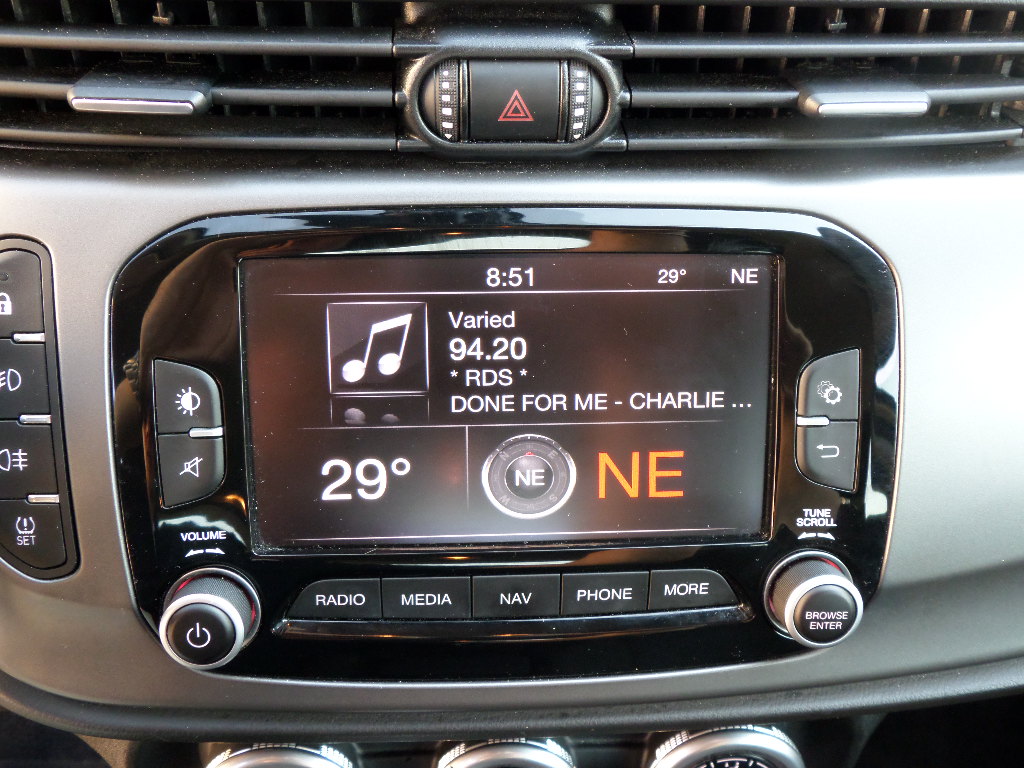 8:51 29° NE
Varied
94.20
* RDS *
DONE FOR ME - CHARLIE ...
29° NE NE
SET
VOLUME
TUNE
SCROLL
RADIO MEDIA NAV PHONE MORE
BROWSE
ENTER